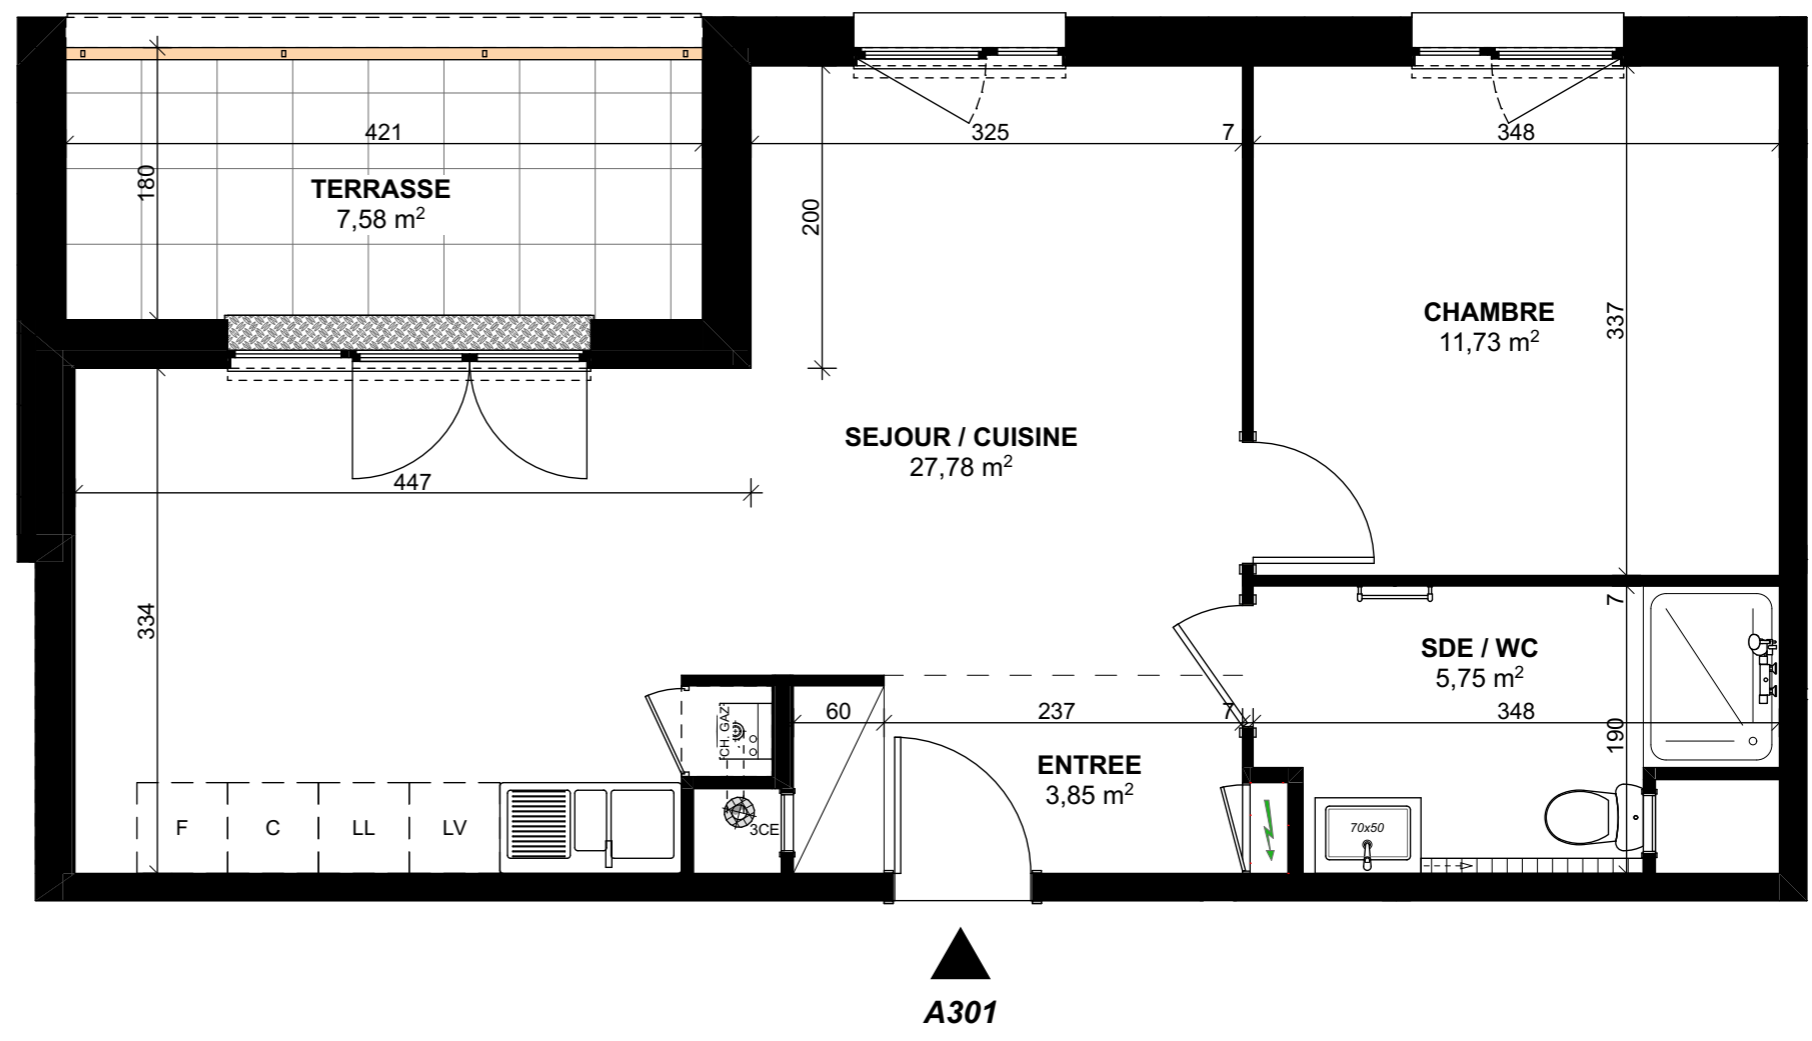 421
325
7
348
180
TERRASSE
7,58 m²
200
CHAMBRE
11,73 m²
337
SEJOUR / CUISINE
27,78 m²
447
334
7
SDE / WC
5,75 m²
60
237
7
348
190
CH. GAZ
ENTREE
3,85 m²
F
C
LL
LV
3CE
70x50
A301